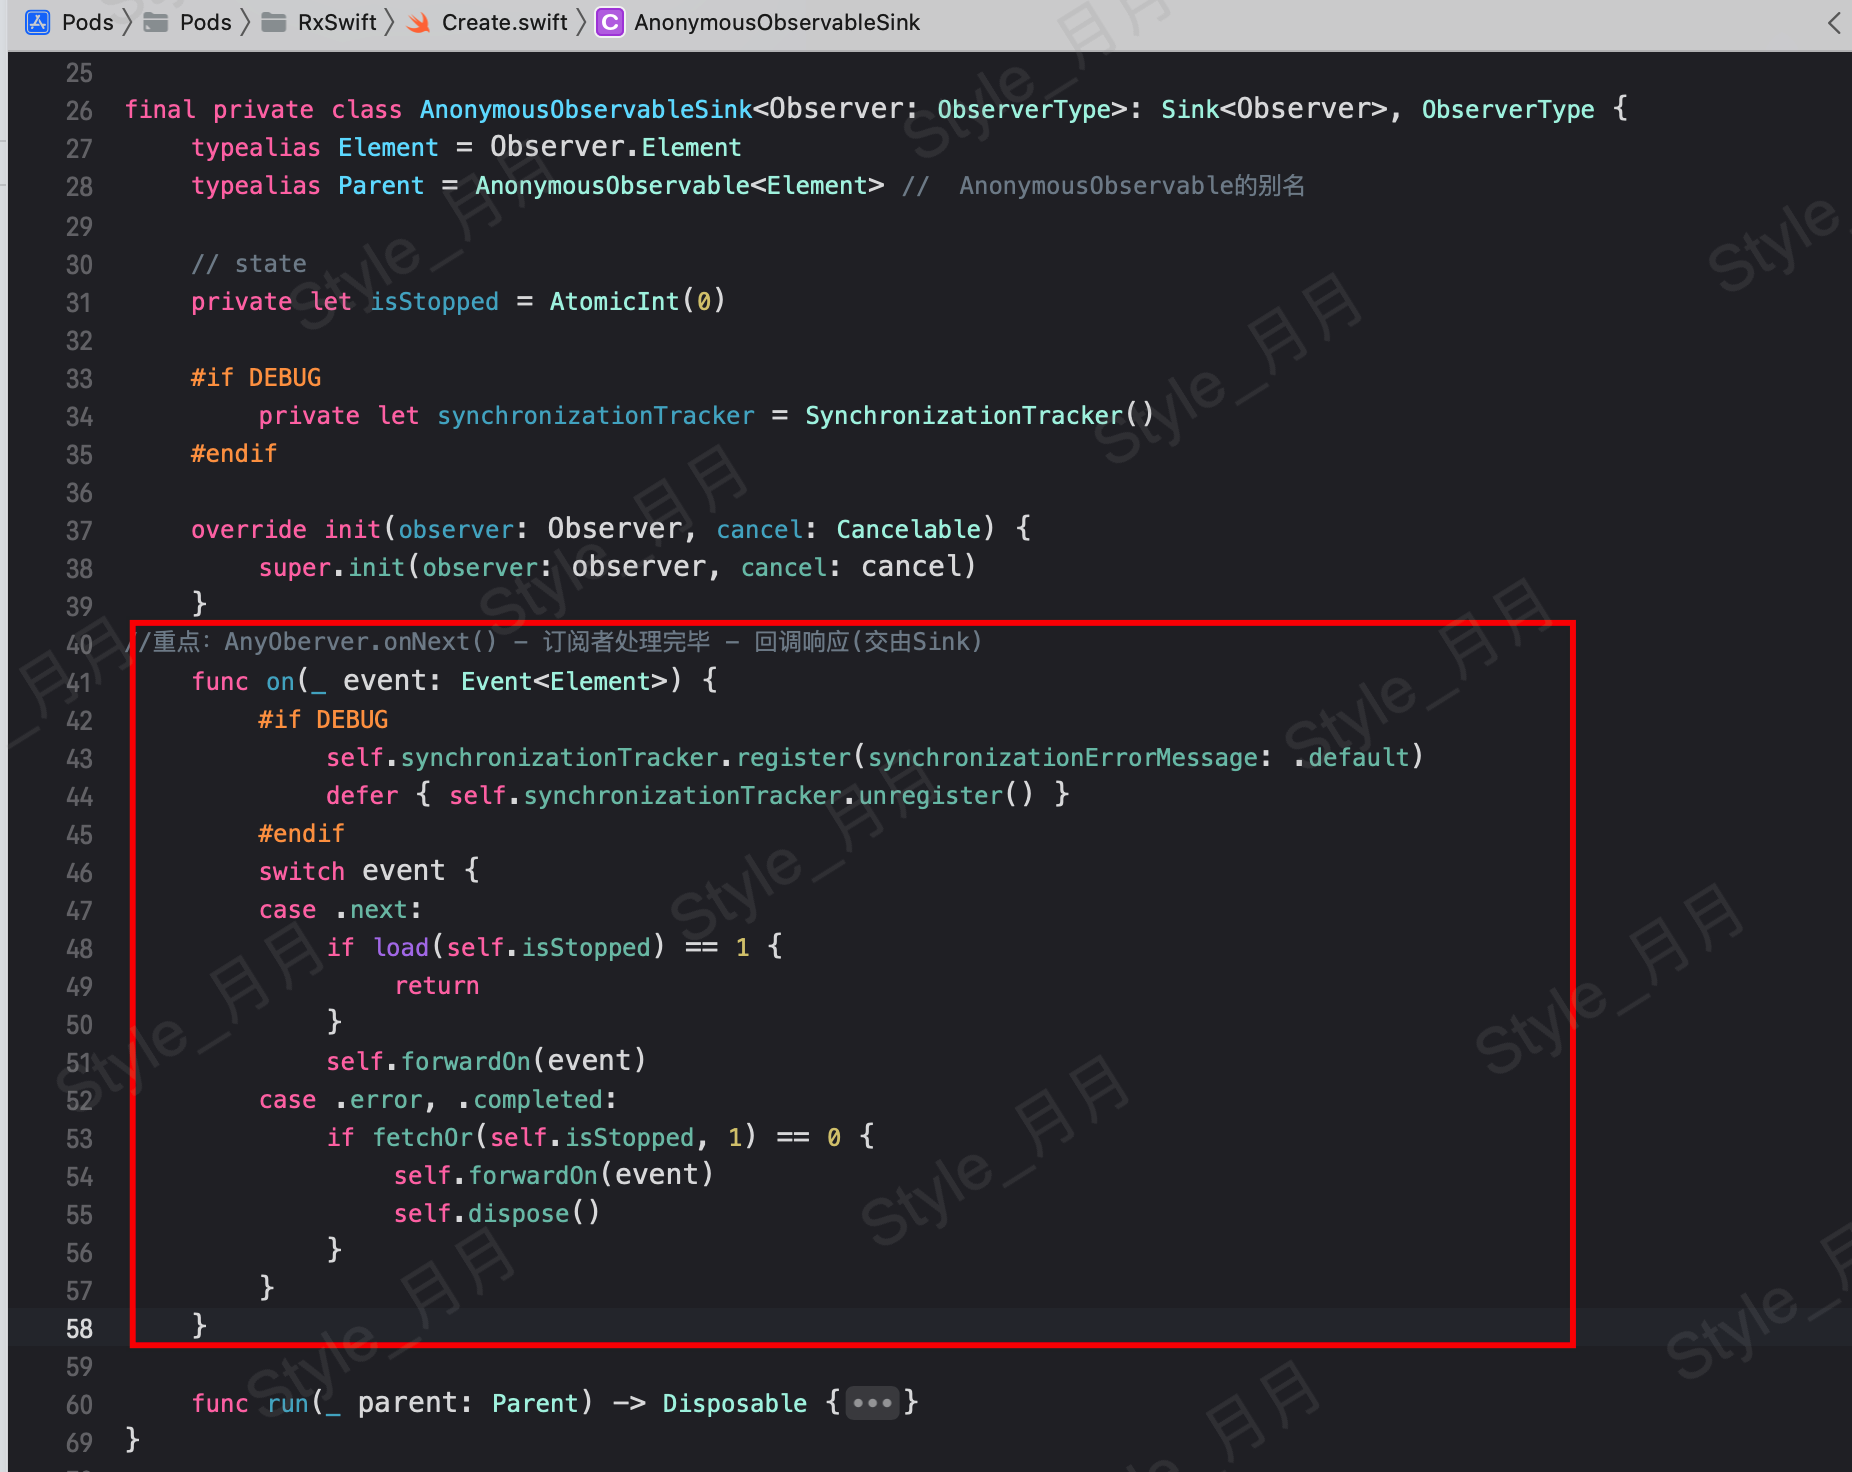 Pods > Pods > RxSwift > Create.swift > C AnonymousObservableSink
25
26 final private class AnonymousObservableSink<Observer: ObserverType>: Sink<Observer>, ObserverType {
27 typealias Element = Observer.Element
28 typealias Parent = AnonymousObservable<Element> // AnonymousObservable的别名
29
30 // state
31 private let isStopped = AtomicInt(0)
32
33 #if DEBUG
34 private let synchronizationTracker = SynchronizationTracker()
35 #endif
36
37 override init(observer: Observer, cancel: Cancelable) {
38 super.init(observer: observer, cancel: cancel)
39 }
40 //重点：AnyOberver.onNext() - 订阅者处理完毕 - 回调响应(交由Sink)
41 func on(_ event: Event<Element>) {
42 #if DEBUG
43 self.synchronizationTracker.register(synchronizationErrorMessage: .default)
44 defer { self.synchronizationTracker.unregister() }
45 #endif
46 switch event {
47 case .next:
48 if load(self.isStopped) == 1 {
49 return
50 }
51 self.forwardOn(event)
52 case .error, .completed:
53 if fetchOr(self.isStopped, 1) == 0 {
54 self.forwardOn(event)
55 self.dispose()
56 }
57 }
58 }
59
60 func run(_ parent: Parent) -> Disposable {•••}
69 }
Style_月月